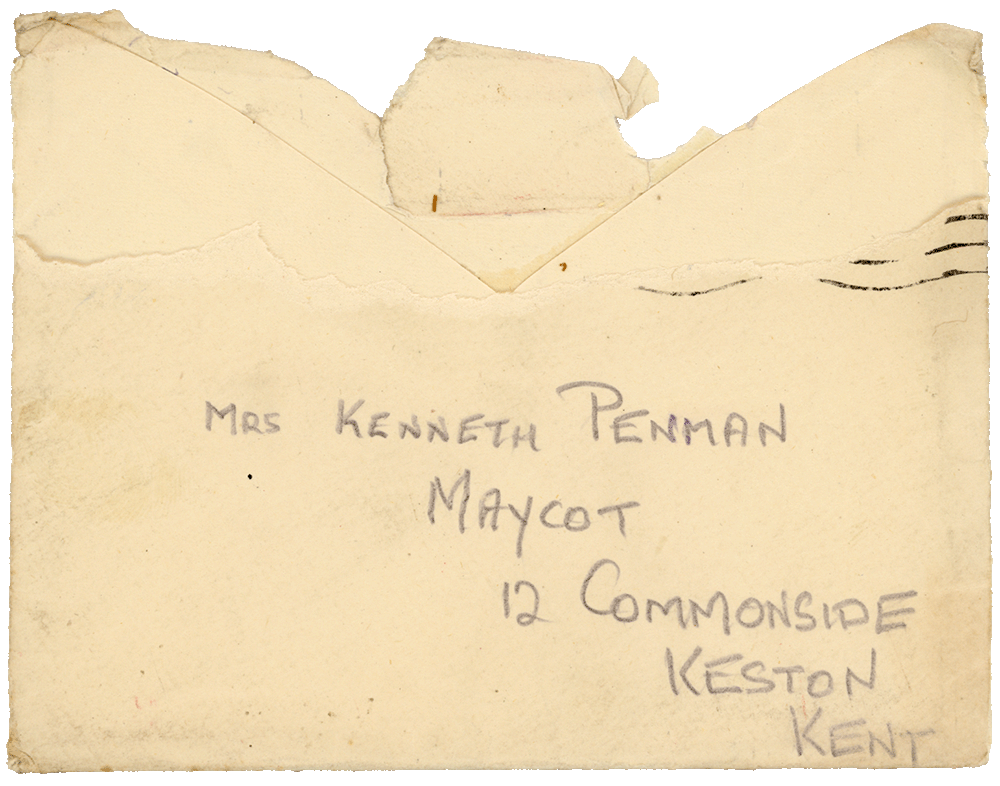 Mrs Kenneth Penman
Maycot
12 Commonside
Keston
Kent